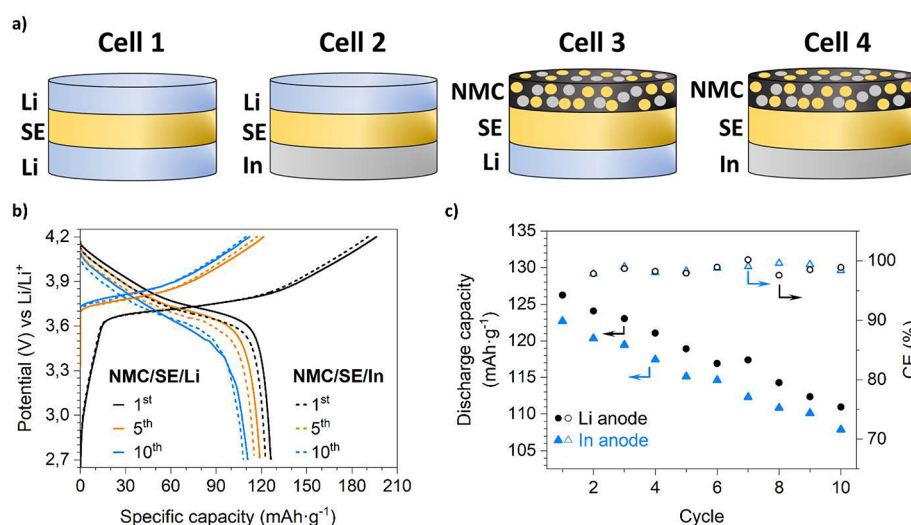 a)
Cell 1
Cell 2
Cell 3
Cell 4
Li
SE
Li
Li
SE
In
NMC
SE
Li
NMC
SE
In
b)
Potential (V) vs Li/Li⁺
4,2
3,9
3,6
3,3
3,0
2,7
NMC/SE/Li
1st
5th
10th
NMC/SE/In
1st
5th
10th
0 30 60 90 120 150 180 210
Specific capacity (mAh·g⁻¹)
c)
Discharge capacity
(mAh·g⁻¹)
135
130
125
120
115
110
105
100
90
80
70
CE (%)
Li anode
In anode
2 4 6 8 10
Cycle